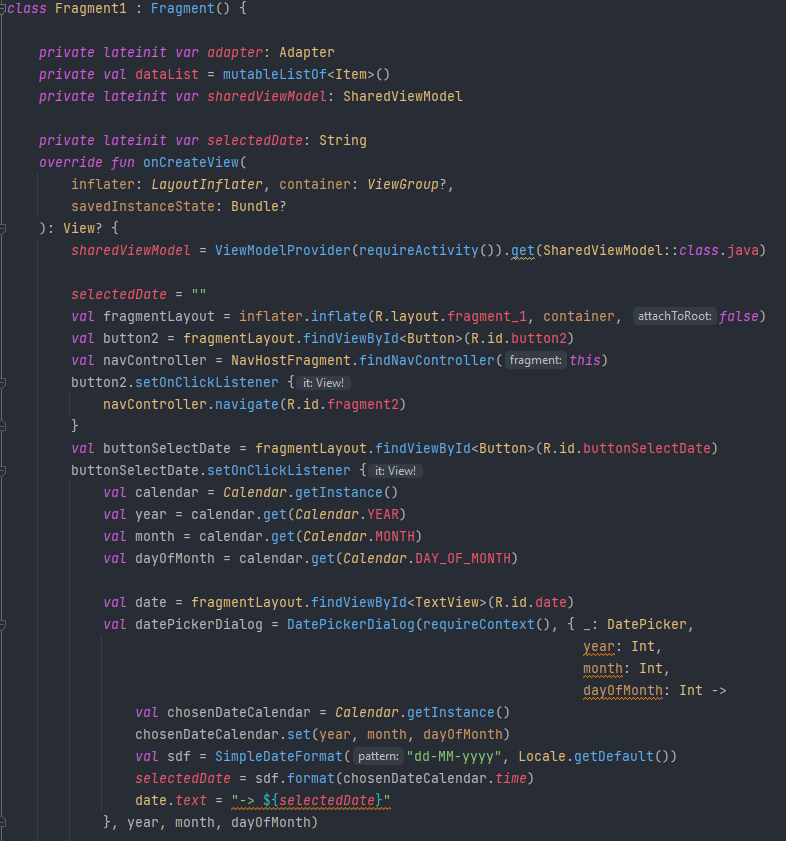 class Fragment1 : Fragment() {
    private lateinit var adapter: Adapter
    private val dataList = mutableListOf<Item>()
    private lateinit var sharedViewModel: SharedViewModel
    private lateinit var selectedDate: String
    override fun onCreateView(
        inflater: LayoutInflater, container: ViewGroup?,
        savedInstanceState: Bundle?
    ): View? {
        sharedViewModel = ViewModelProvider(requireActivity()).get(SharedViewModel::class.java)
        selectedDate = ""
        val fragmentLayout = inflater.inflate(R.layout.fragment_1, container, attachToRoot: false)
        val button2 = fragmentLayout.findViewById<Button>(R.id.button2)
        val navController = NavHostFragment.findNavController( fragment: this)
        button2.setOnClickListener { it: View!
            navController.navigate(R.id.fragment2)
        }
        val buttonSelectDate = fragmentLayout.findViewById<Button>(R.id.buttonSelectDate)
        buttonSelectDate.setOnClickListener { it: View!
            val calendar = Calendar.getInstance()
            val year = calendar.get(Calendar.YEAR)
            val month = calendar.get(Calendar.MONTH)
            val dayOfMonth = calendar.get(Calendar.DAY_OF_MONTH)
            val date = fragmentLayout.findViewById<TextView>(R.id.date)
            val datePickerDialog = DatePickerDialog(requireContext(), { _: DatePicker,
                                                                        year: Int,
                                                                        month: Int,
                                                                        dayOfMonth: Int ->
                val chosenDateCalendar = Calendar.getInstance()
                chosenDateCalendar.set(year, month, dayOfMonth)
                val sdf = SimpleDateFormat( pattern: "dd-MM-yyyy", Locale.getDefault())
                selectedDate = sdf.format(chosenDateCalendar.time)
                date.text = "-> ${selectedDate}"
            }, year, month, dayOfMonth)